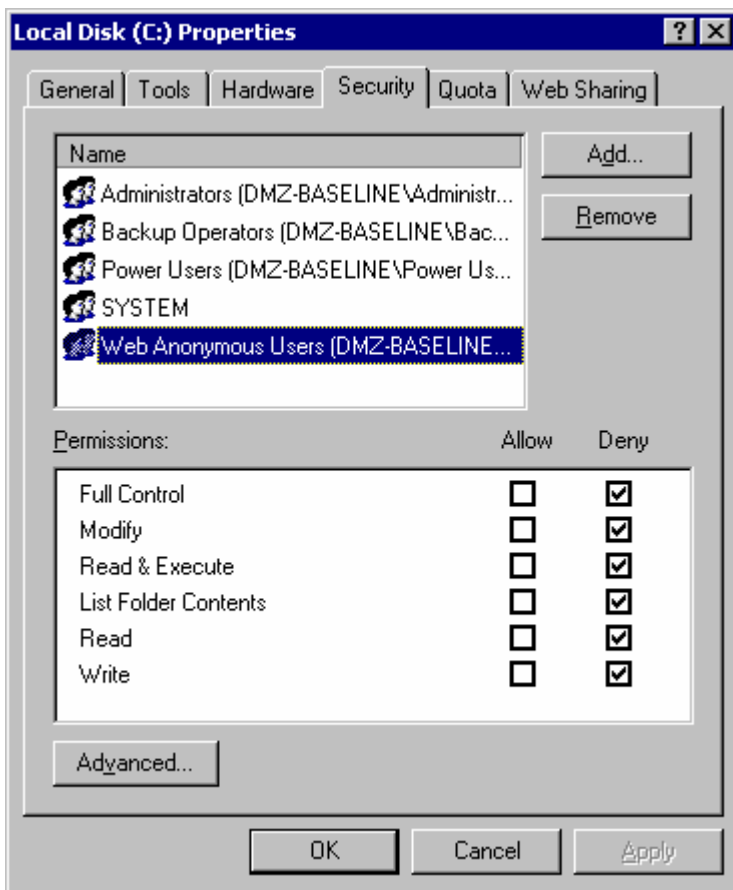 Local Disk (C:) Properties
General Tools Hardware Security Quota Web Sharing
Name
Administrators (DMZ-BASELINE\Administr...
Backup Operators (DMZ-BASELINE\Bac...
Power Users (DMZ-BASELINE\Power Us...
SYSTEM
Web Anonymous Users (DMZ-BASELINE...
Add...
Remove
Permissions: Allow Deny
Full Control
Modify
Read & Execute
List Folder Contents
Read
Write
Advanced...
OK Cancel Apply